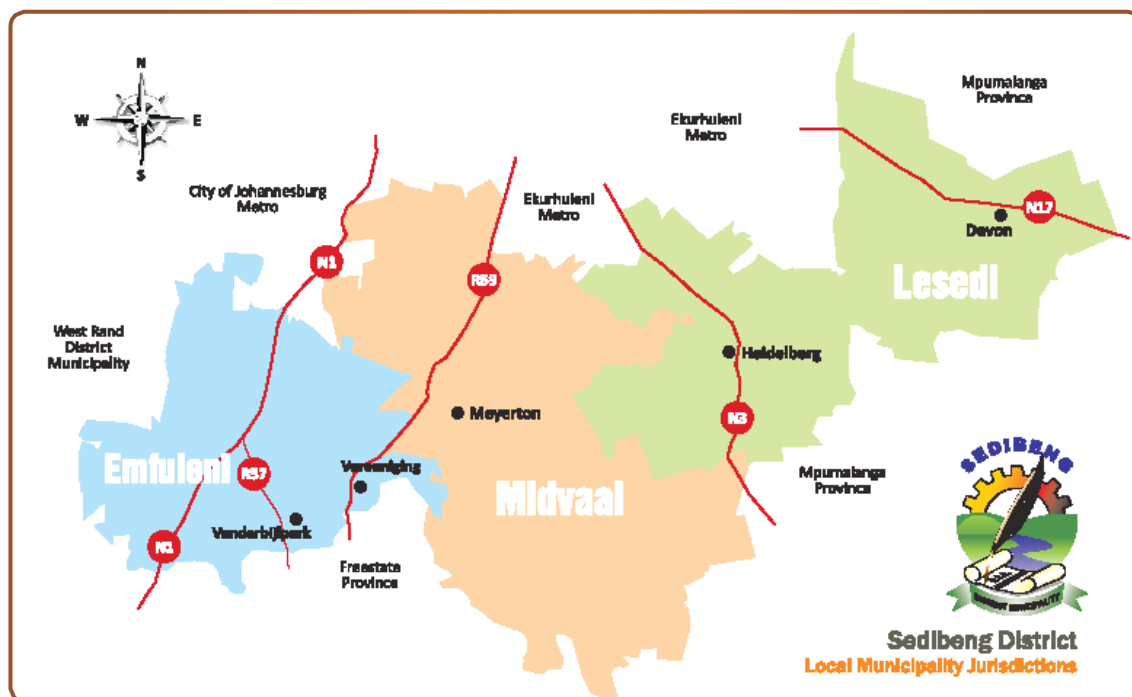 N
W
E
S
Mpumalanga
Province
Ekurhuleni
Metro
City of Johannesburg
Metro
Ekurhuleni
Metro
N17
Devon
N1
R59
Lesedi
West Rand
District
Municipality
Heidelberg
Meyerton
N3
Emfuleni
R57
Vereeniging
Midvaal
Mpumalanga
Province
Vanderbijlpark
N1
Freestate
Province
SEDIBENG
DISTRICT MUNICIPALITY
Sedibeng District
Local Municipality Jurisdictions